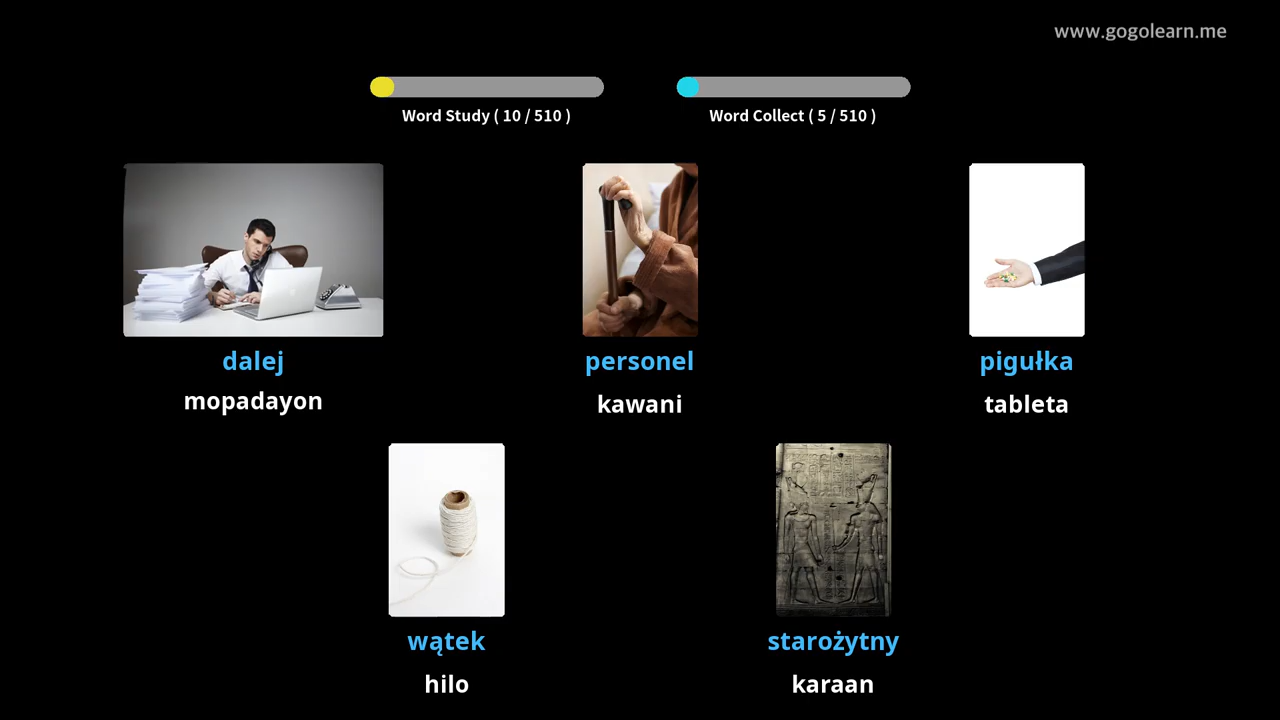 www.gogolearn.me
Word Study ( 10 / 510 )
Word Collect ( 5 / 510 )
dalej
mopadayon
personel
kawani
pigułka
tableta
wątek
hilo
starożytny
karaan